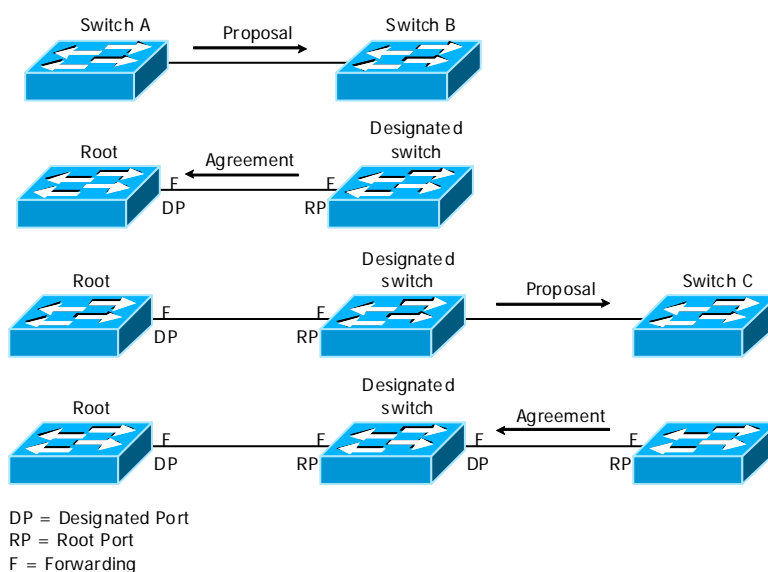 Switch A
Proposal
Switch B
Root
Agreement
Designated
switch
F
F
DP
RP
Root
Designated
switch
Proposal
Switch C
F
F
DP
RP
Root
Designated
switch
Agreement
F
F
F
F
DP
RP
DP
RP
DP = Designated Port
RP = Root Port
F = Forwarding